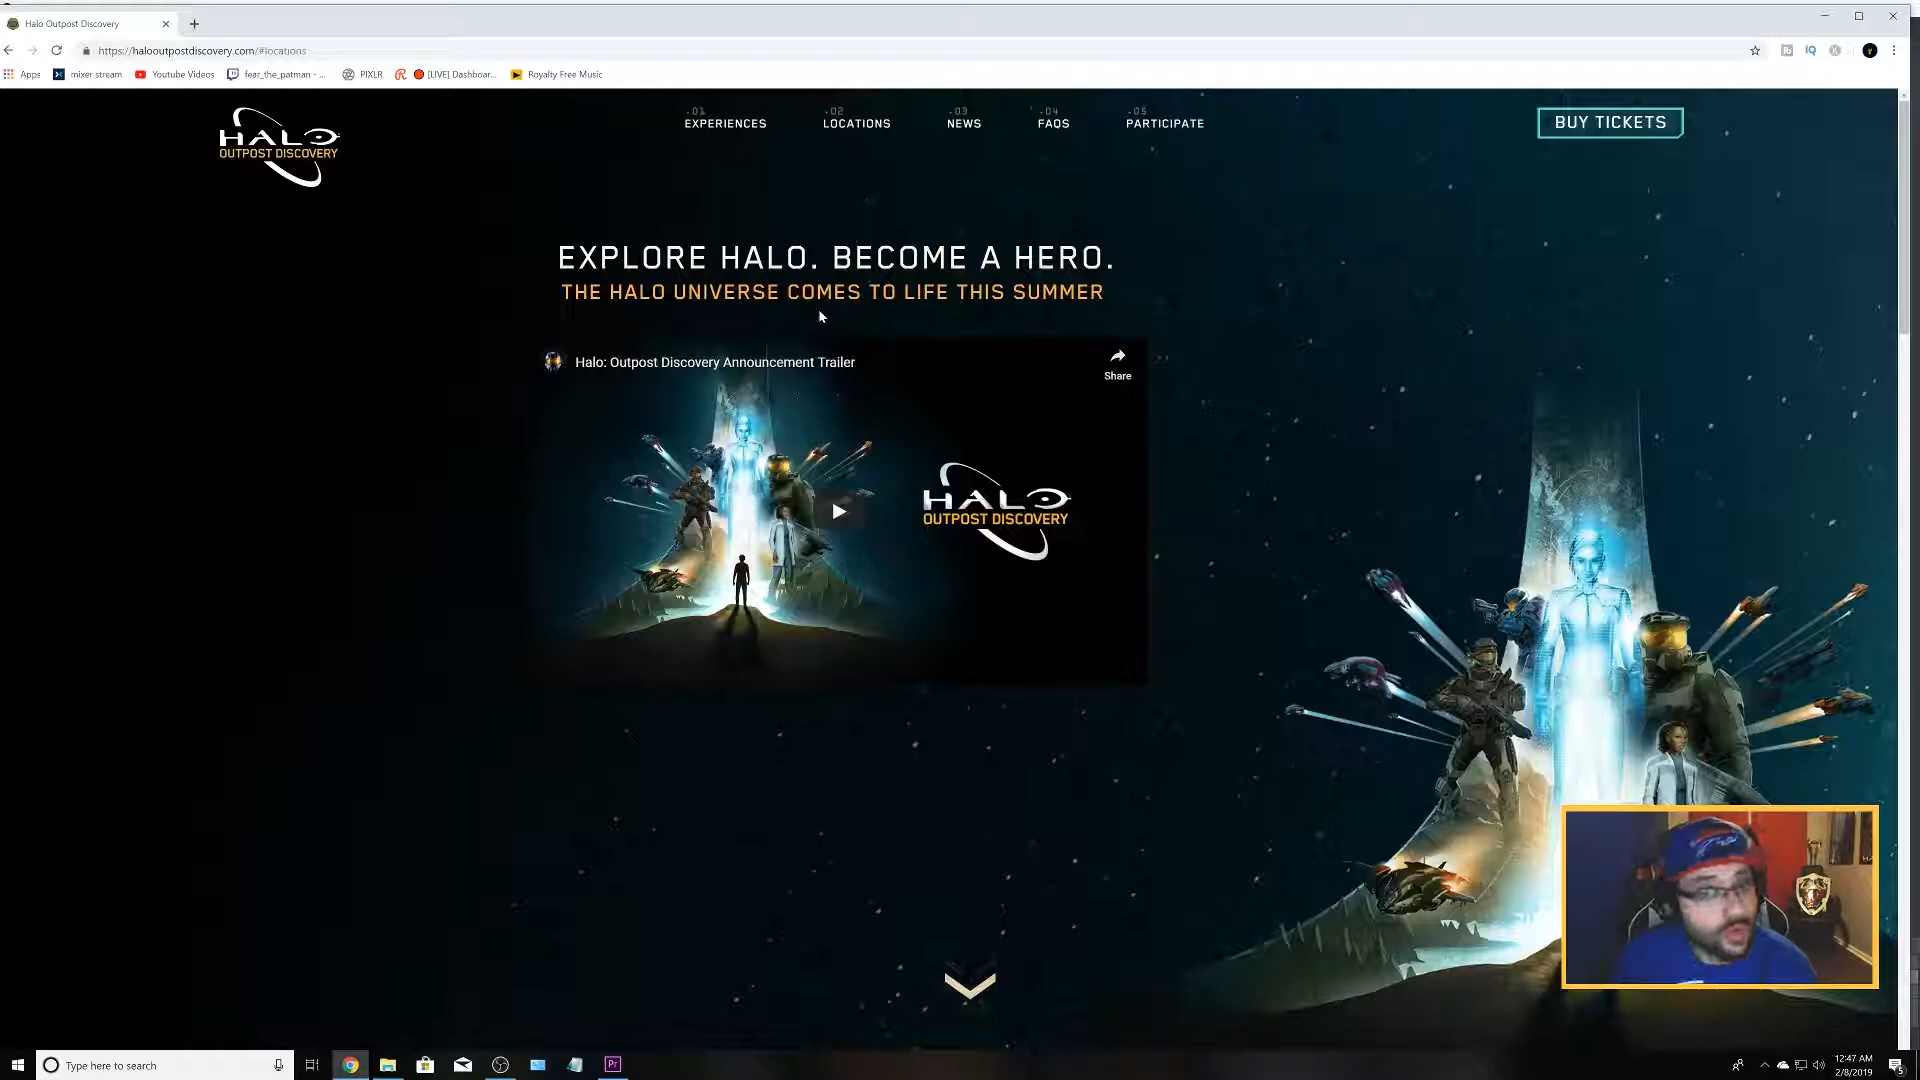 Halo Outpost Discovery
https://halooutpostdiscovery.com/#locations
Apps
mixer stream
Youtube Videos
fear_the_patman - ...
PIXLR
[LIVE] Dashboar...
Royalty Free Music
HALO
OUTPOST DISCOVERY
.01
EXPERIENCES
.02
LOCATIONS
.03
NEWS
.04
FAQS
.05
PARTICIPATE
BUY TICKETS
EXPLORE HALO. BECOME A HERO.
THE HALO UNIVERSE COMES TO LIFE THIS SUMMER
Halo: Outpost Discovery Announcement Trailer
Share
HALO
OUTPOST DISCOVERY
Type here to search
Pr
12:47 AM
2/8/2019
5